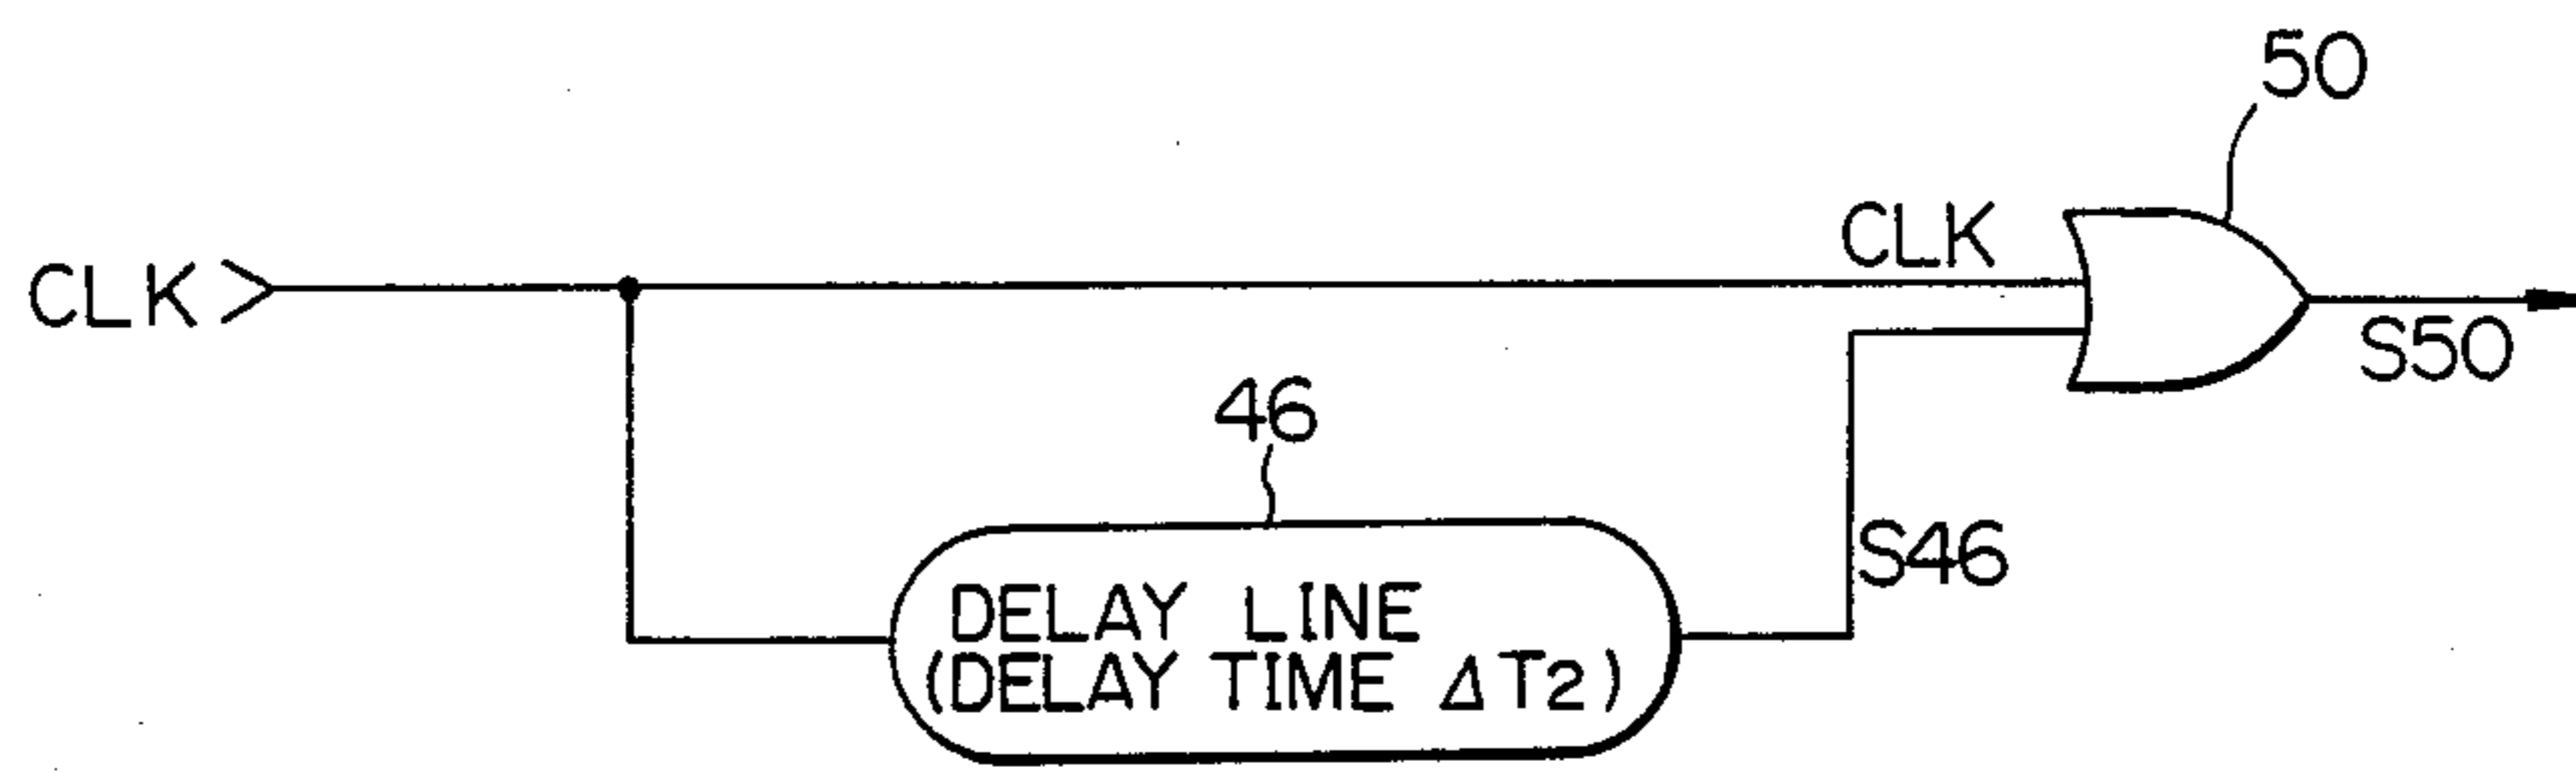 50
CLK
CLK
S50
46
S46
DELAY LINE
(DELAY TIME ΔT2)